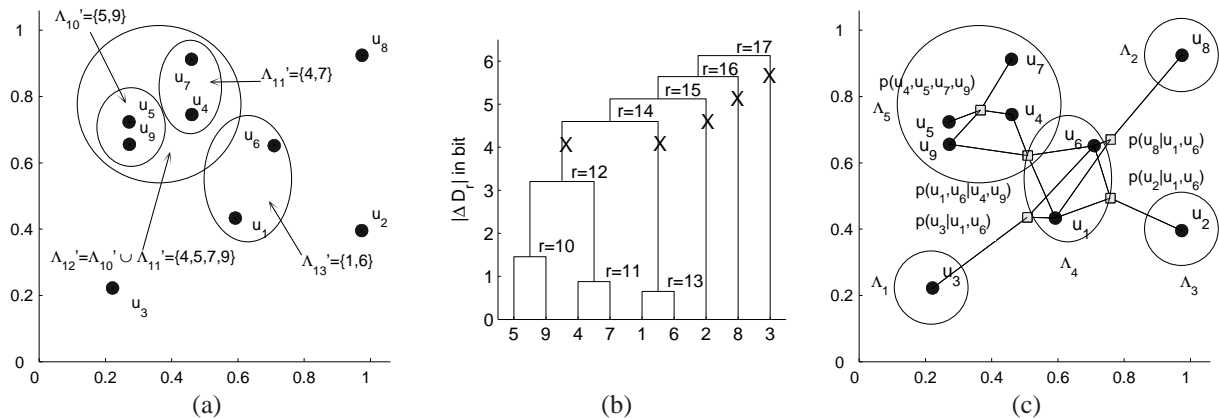 1
0.8
0.6
0.4
0.2
0
0
0.2
0.4
0.6
0.8
1
Λ10'={5,9}
u7
u4
u5
u9
Λ11'={4,7}
u8
u6
u1
u2
Λ12'=Λ10' ∪ Λ11'={4,5,7,9}
Λ13'={1,6}
u3
(a)
|Δ Dr| in bit
6
5
4
3
2
1
0
r=17
r=16
r=15
r=14
r=12
r=10
r=11
r=13
X
X
X
X
X
5
9
4
7
1
6
2
8
3
(b)
1
0.8
0.6
0.4
0.2
0
0
0.2
0.4
0.6
0.8
1
u7
p(u4,u5,u7,u9)
Λ5
u5
u9
u4
u6
Λ2
u8
p(u8|u1,u6)
p(u2|u1,u6)
p(u1,u6|u4,u9)
p(u3|u1,u6)
u1
u2
Λ4
Λ1
u3
Λ3
(c)